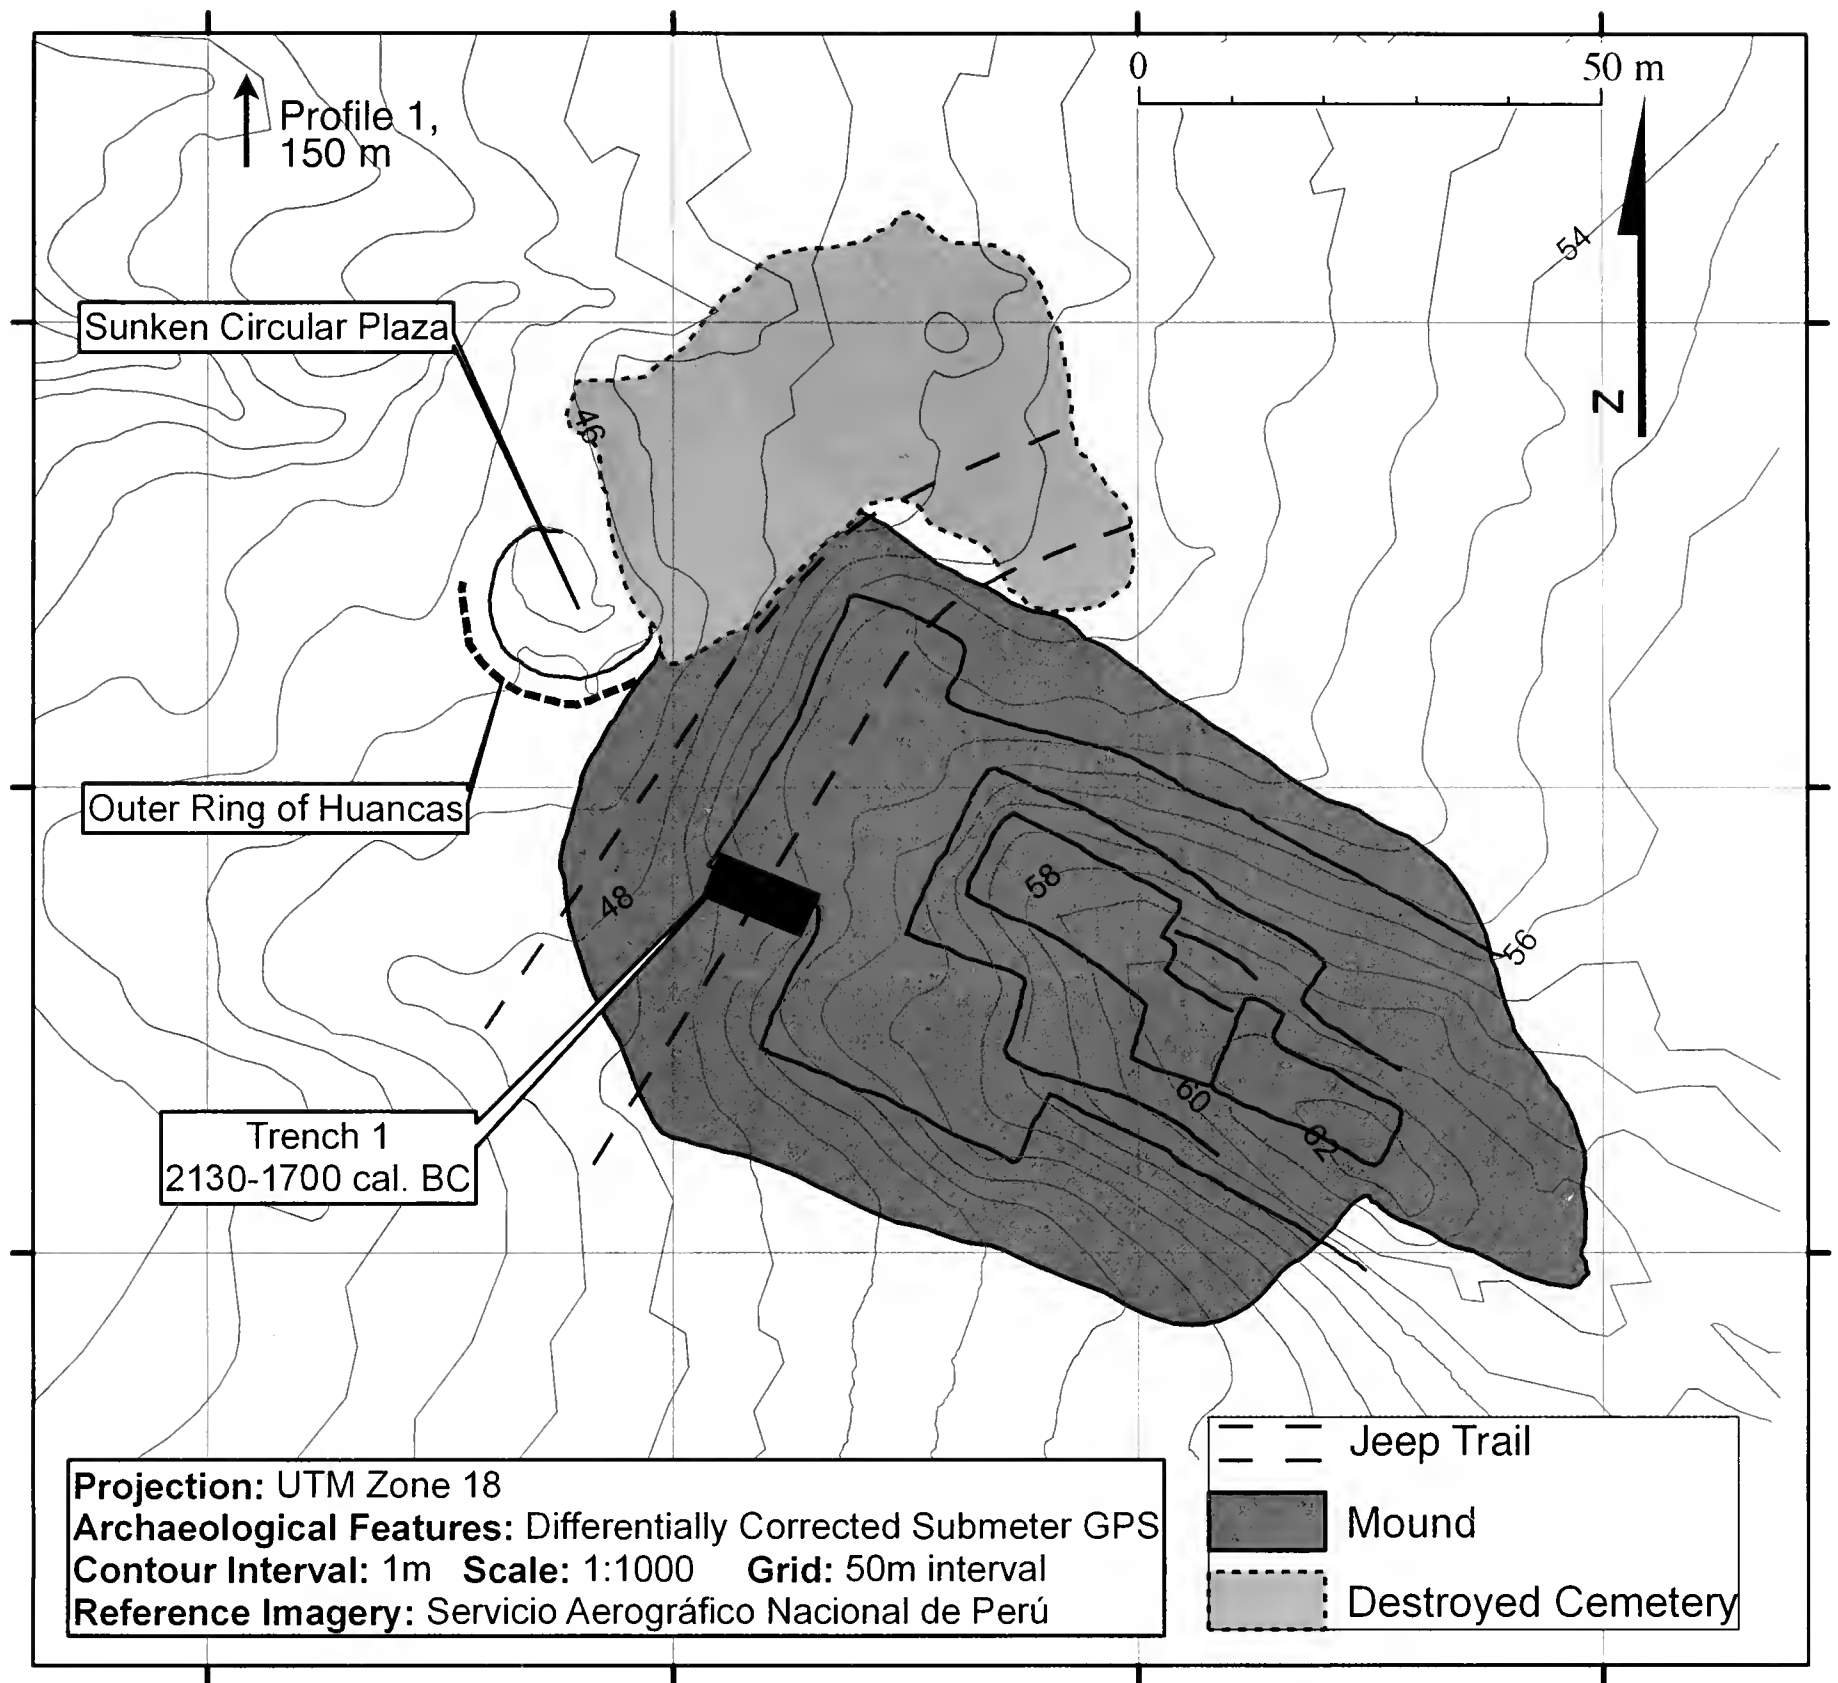 0 50 m
Profile 1,
150 m
54
Sunken Circular Plaza
N
46
Outer Ring of Huancas
58
48
56
60
62
Trench 1
2130-1700 cal. BC
Jeep Trail
Mound
Destroyed Cemetery
Projection: UTM Zone 18
Archaeological Features: Differentially Corrected Submeter GPS
Contour Interval: 1m Scale: 1:1000 Grid: 50m interval
Reference Imagery: Servicio Aerográfico Nacional de Perú